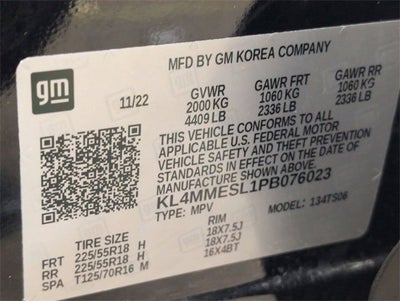 MFD BY GM KOREA COMPANY
gm
11/22 GVWR GAWR FRT GAWR RR
2000 KG 1060 KG 1060 KG
4409 LB 2336 LB 2336 LB
THIS VEHICLE CONFORMS TO ALL
APPLICABLE U.S. FEDERAL MOTOR
VEHICLE SAFETY AND THEFT PREVENTION
STANDARDS IN EFFECT ON THE DATE OF
MANUFACTURE SHOWN ABOVE.
KL4MMESL1PB076023
TYPE: MPV MODEL: 134TS06
TIRE SIZE RIM
FRT 225/55R18 H 18X7.5J
RR 225/55R18 H 18X7.5J
SPA T125/70R16 M 16X4BT